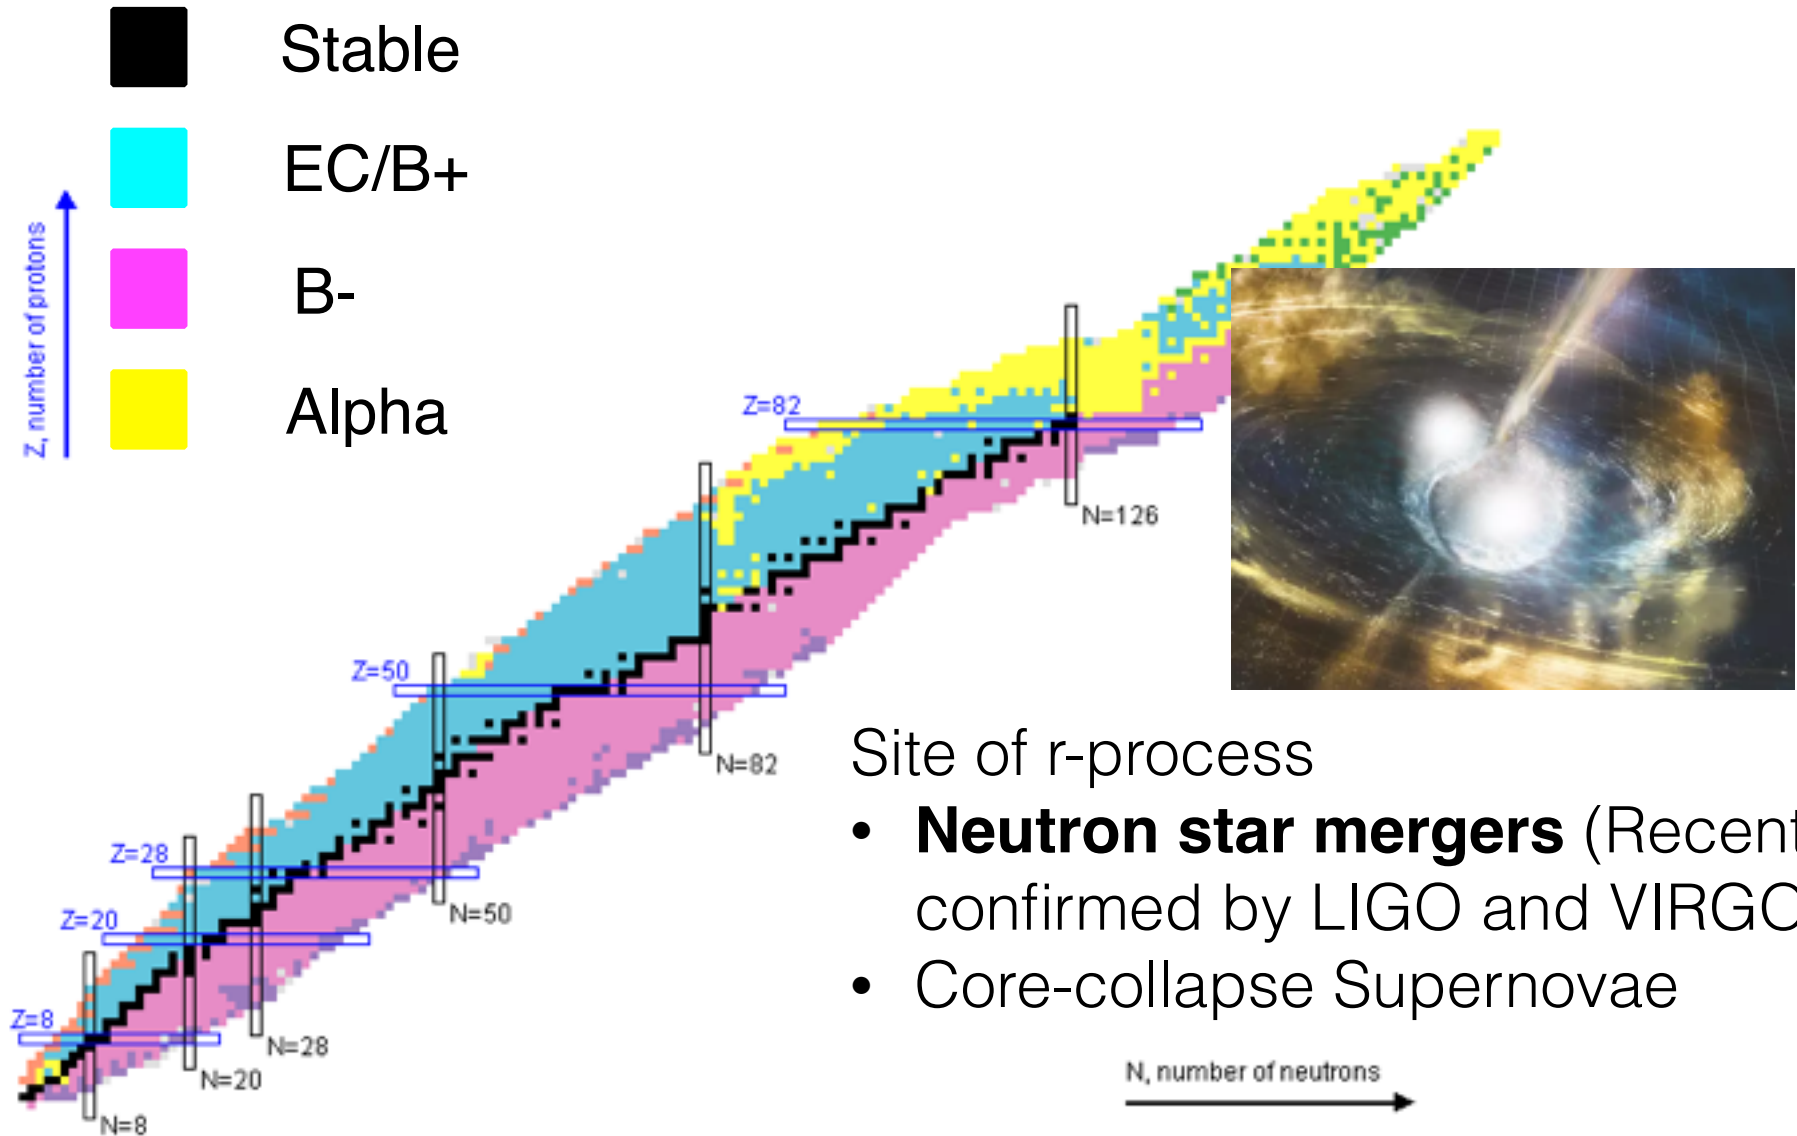 Stable
EC/B+
B-
Alpha
Z, number of protons
Z=82
N=126
Z=50
N=82
Z=28
N=50
Z=20
N=28
Z=8
N=20
N=8
Site of r-process
• Neutron star mergers (Recent
confirmed by LIGO and VIRGO
• Core-collapse Supernovae
N, number of neutrons